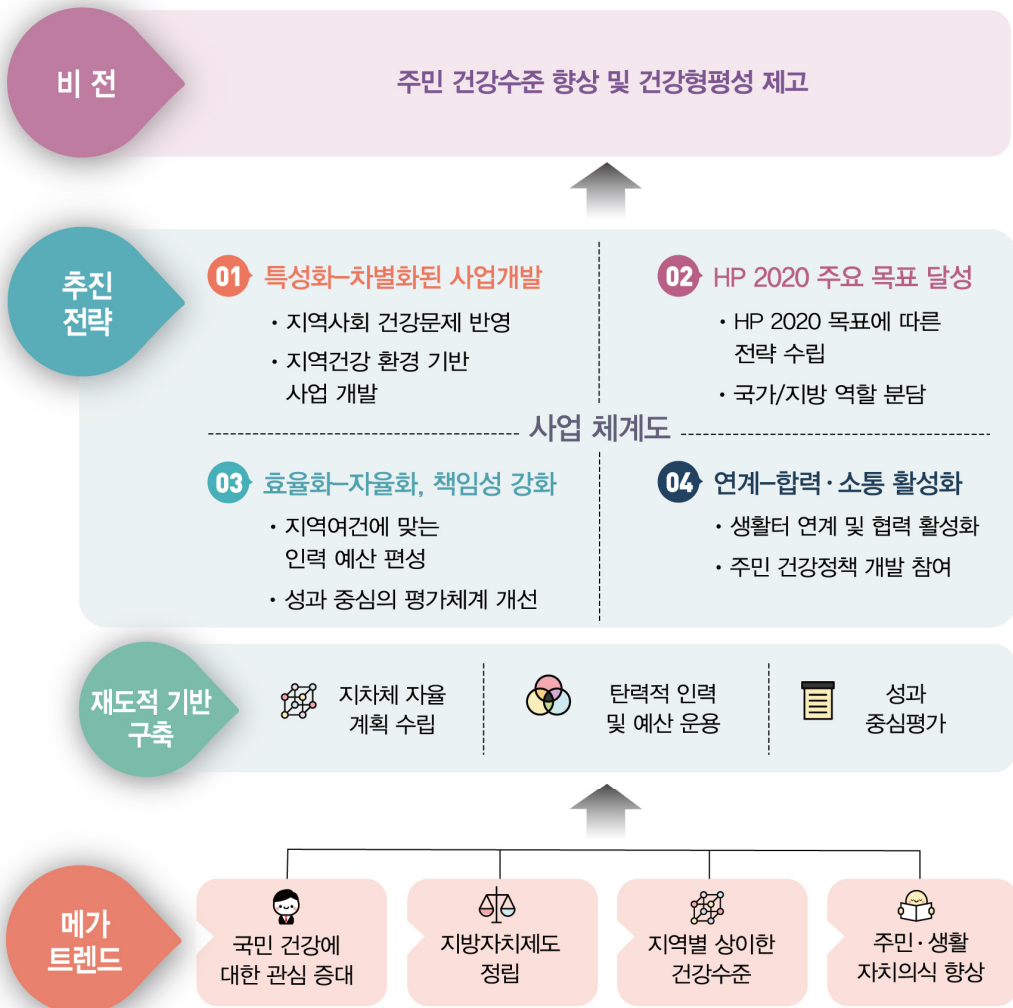 비 전
주민 건강수준 향상 및 건강형평성 제고
추진
전략
01 특성화-차별화된 사업개발
· 지역사회 건강문제 반영
· 지역건강 환경 기반
사업 개발
02 HP 2020 주요 목표 달성
· HP 2020 목표에 따른
전략 수립
· 국가/지방 역할 분담
사업 체계도
03 효율화-자율화, 책임성 강화
· 지역여건에 맞는
인력 예산 편성
· 성과 중심의 평가체계 개선
04 연계-합력·소통 활성화
· 생활터 연계 및 협력 활성화
· 주민 건강정책 개발 참여
재도적 기반
구축
지차체 자율
계획 수립
탄력적 인력
및 예산 운용
성과
중심평가
메가
트렌드
국민 건강에
대한 관심 증대
지방자치제도
정립
지역별 상이한
건강수준
주민·생활
자치의식 향상